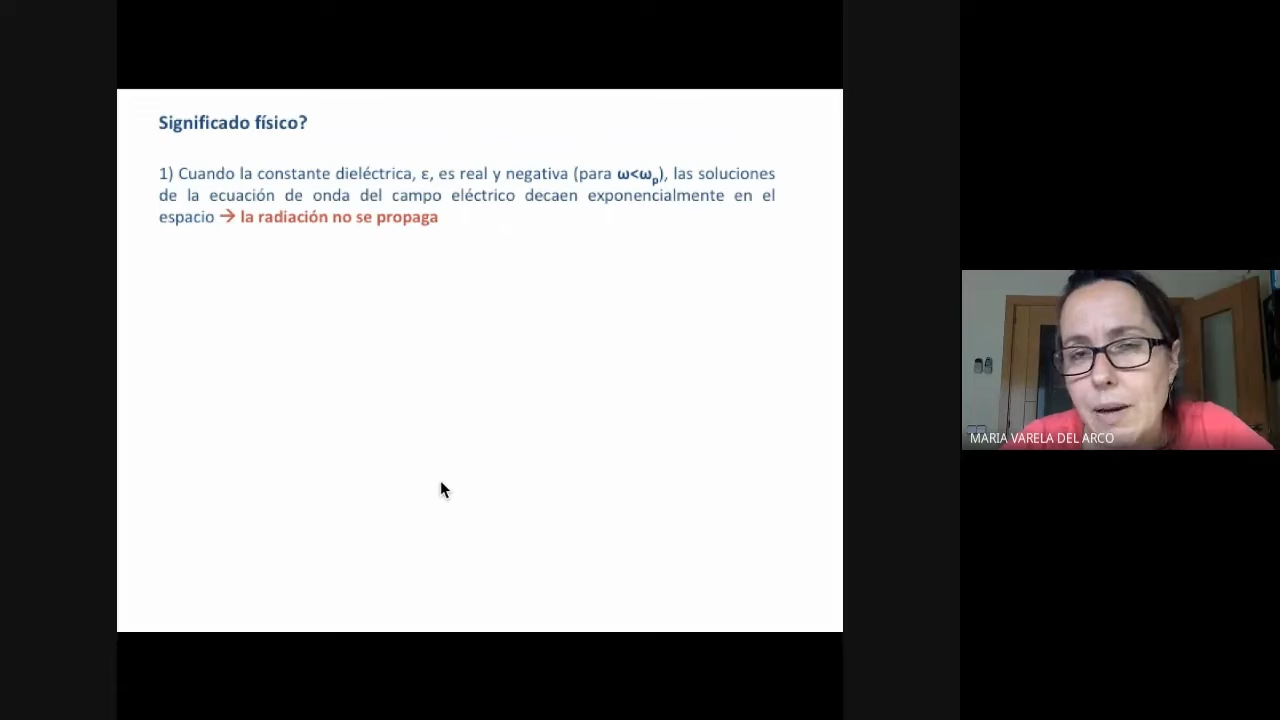 Significado físico?
1) Cuando la constante dieléctrica, ε, es real y negativa (para ω<ωp), las soluciones
de la ecuación de onda del campo eléctrico decaen exponencialmente en el
espacio → la radiación no se propaga
MARIA VARELA DEL ARCO